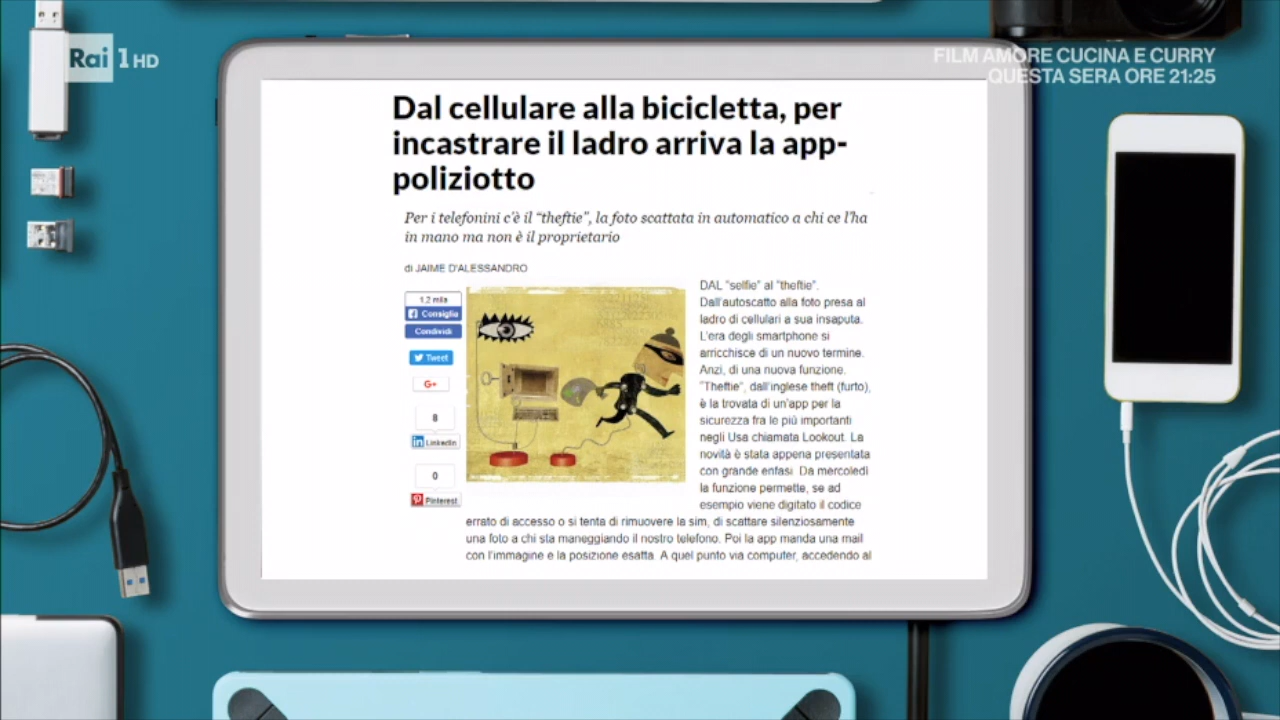 Rai 1 HD
FILM AMORE CUCINA E CURRY
QUESTA SERA ORE 21:25
Dal cellulare alla bicicletta, per
incastrare il ladro arriva la app-
poliziotto
Per i telefonini c'è il "theftie", la foto scattata in automatico a chi ce l'ha
in mano ma non è il proprietario
di JAIME D'ALESSANDRO
1,2 mila
Consiglia
Condividi
Tweet
G+
8
LinkedIn
0
Pinterest
DAL "selfie" al "theftie".
Dall'autoscatto alla foto presa al
ladro di cellulari a sua insaputa.
L'era degli smartphone si
arricchisce di un nuovo termine.
Anzi, di una nuova funzione.
"Theftie", dall'inglese theft (furto),
è la trovata di un'app per la
sicurezza fra le più importanti
negli Usa chiamata Lookout. La
novità è stata appena presentata
con grande enfasi. Da mercoledì
la funzione permette, se ad
esempio viene digitato il codice
errato di accesso o si tenta di rimuovere la sim, di scattare silenziosamente
una foto a chi sta maneggiando il nostro telefono. Poi la app manda una mail
con l'immagine e la posizione esatta. A quel punto via computer, accedendo al